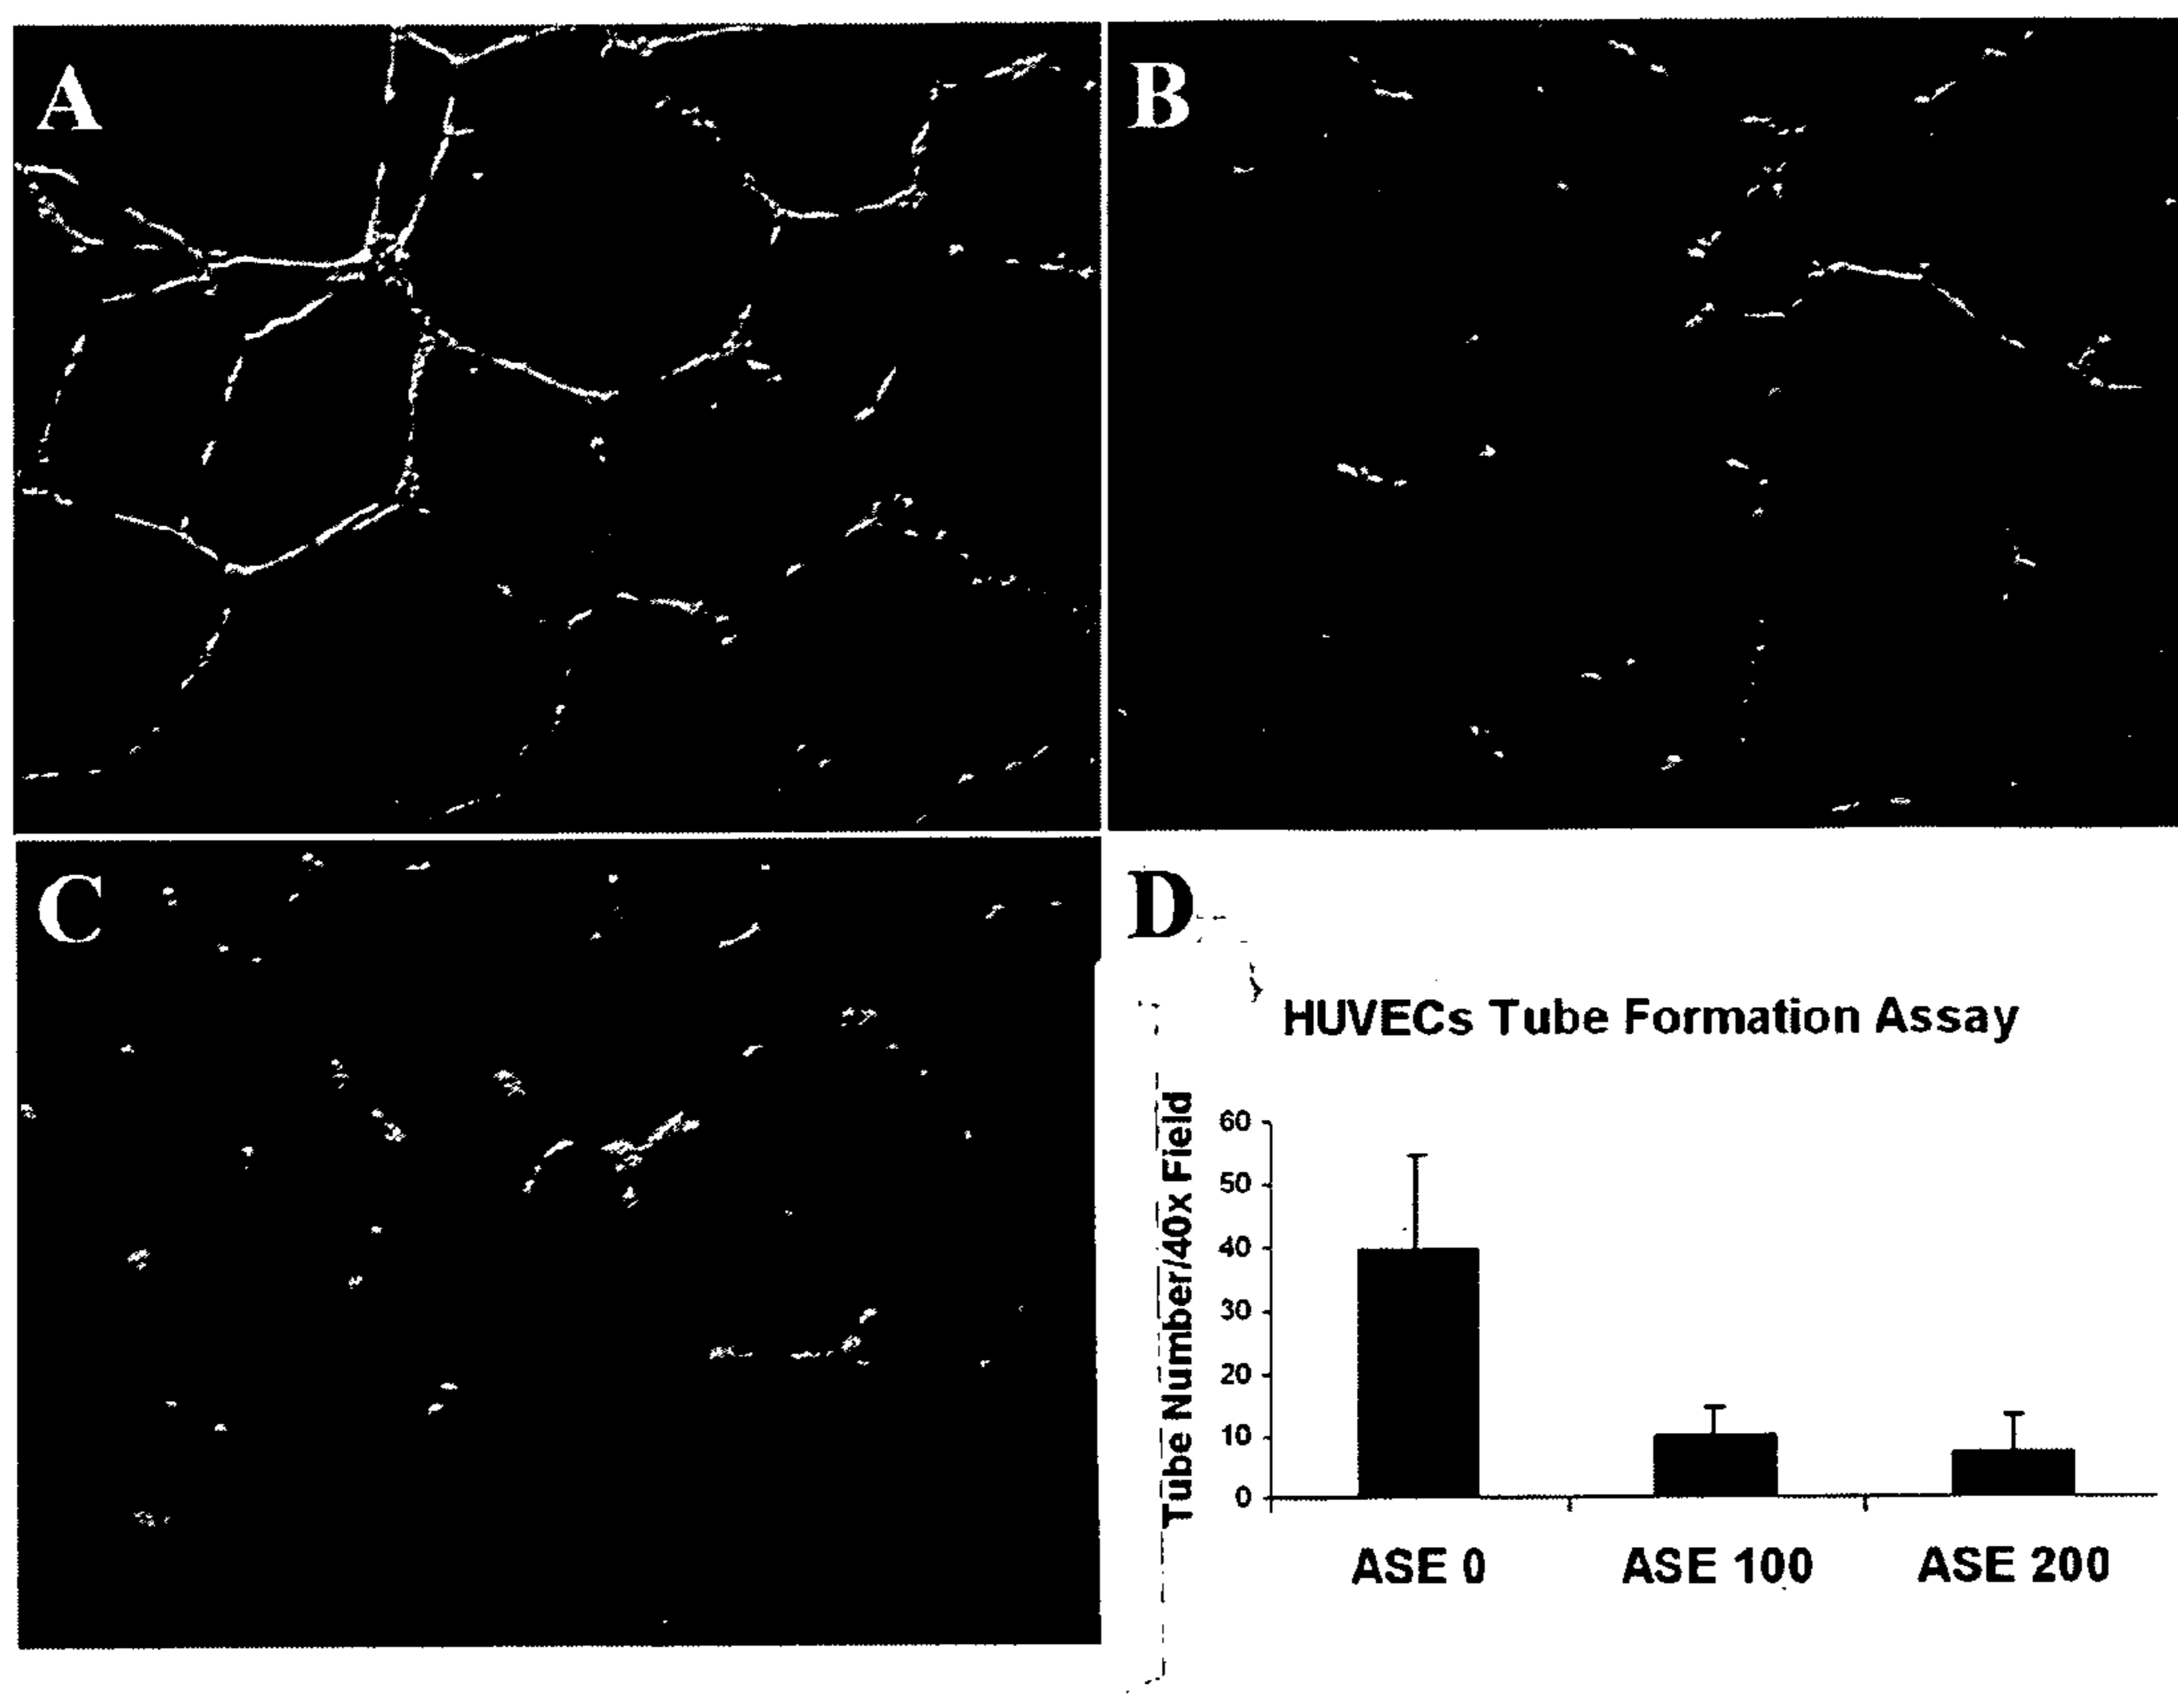 A
B
C
D
HUVECs Tube Formation Assay
Tube Number/40x Field
60
50
40
30
20
10
0
ASE 0
ASE 100
ASE 200